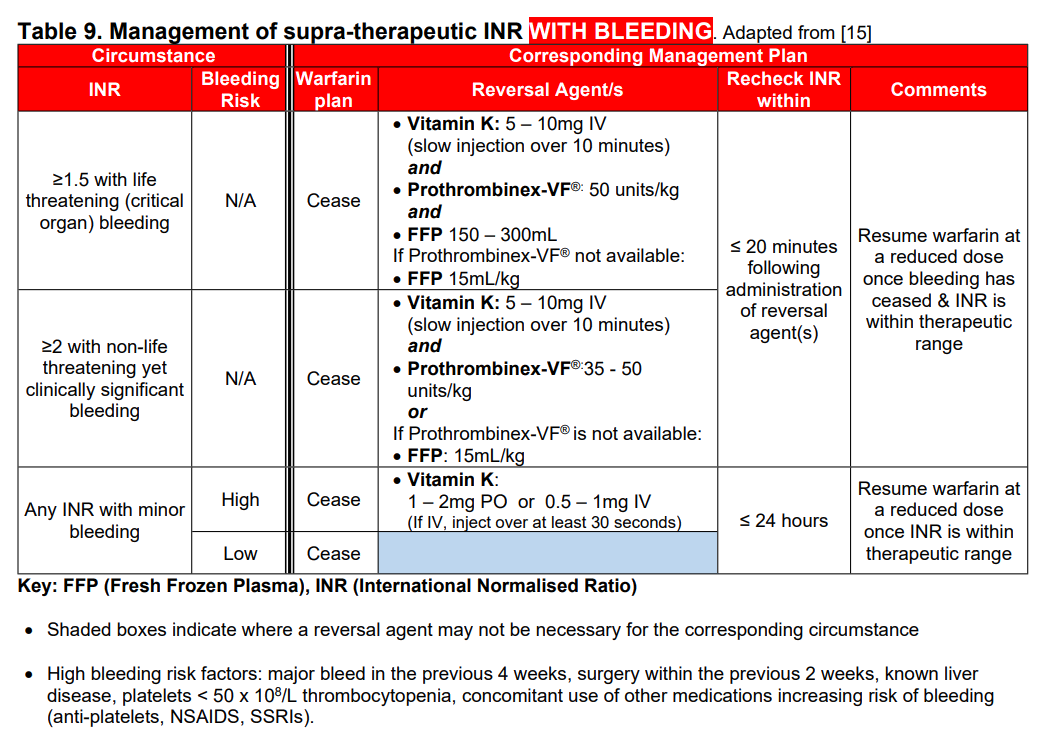 Table 9. Management of supra-therapeutic INR WITH BLEEDING. Adapted from [15]
Circumstance
Corresponding Management Plan
INR
Bleeding
Risk
Warfarin
plan
Reversal Agent/s
Recheck INR
within
Comments
≥1.5 with life
threatening (critical
organ) bleeding
N/A
Cease
• Vitamin K: 5 – 10mg IV
(slow injection over 10 minutes)
and
• Prothrombinex-VF®: 50 units/kg
and
• FFP 150 – 300mL
If Prothrombinex-VF® not available:
• FFP 15mL/kg
≤ 20 minutes
following
administration
of reversal
agent(s)
Resume warfarin at
a reduced dose
once bleeding has
ceased & INR is
within therapeutic
range
≥2 with non-life
threatening yet
clinically significant
bleeding
N/A
Cease
• Vitamin K: 5 – 10mg IV
(slow injection over 10 minutes)
and
• Prothrombinex-VF®:35 - 50
units/kg
or
If Prothrombinex-VF® is not available:
• FFP: 15mL/kg
Any INR with minor
bleeding
High
Cease
• Vitamin K:
1 – 2mg PO or 0.5 – 1mg IV
(If IV, inject over at least 30 seconds)
≤ 24 hours
Resume warfarin at
a reduced dose
once INR is within
therapeutic range
Low
Cease
Key: FFP (Fresh Frozen Plasma), INR (International Normalised Ratio)
• Shaded boxes indicate where a reversal agent may not be necessary for the corresponding circumstance
• High bleeding risk factors: major bleed in the previous 4 weeks, surgery within the previous 2 weeks, known liver
disease, platelets < 50 x 10⁸/L thrombocytopenia, concomitant use of other medications increasing risk of bleeding
(anti-platelets, NSAIDS, SSRIs).